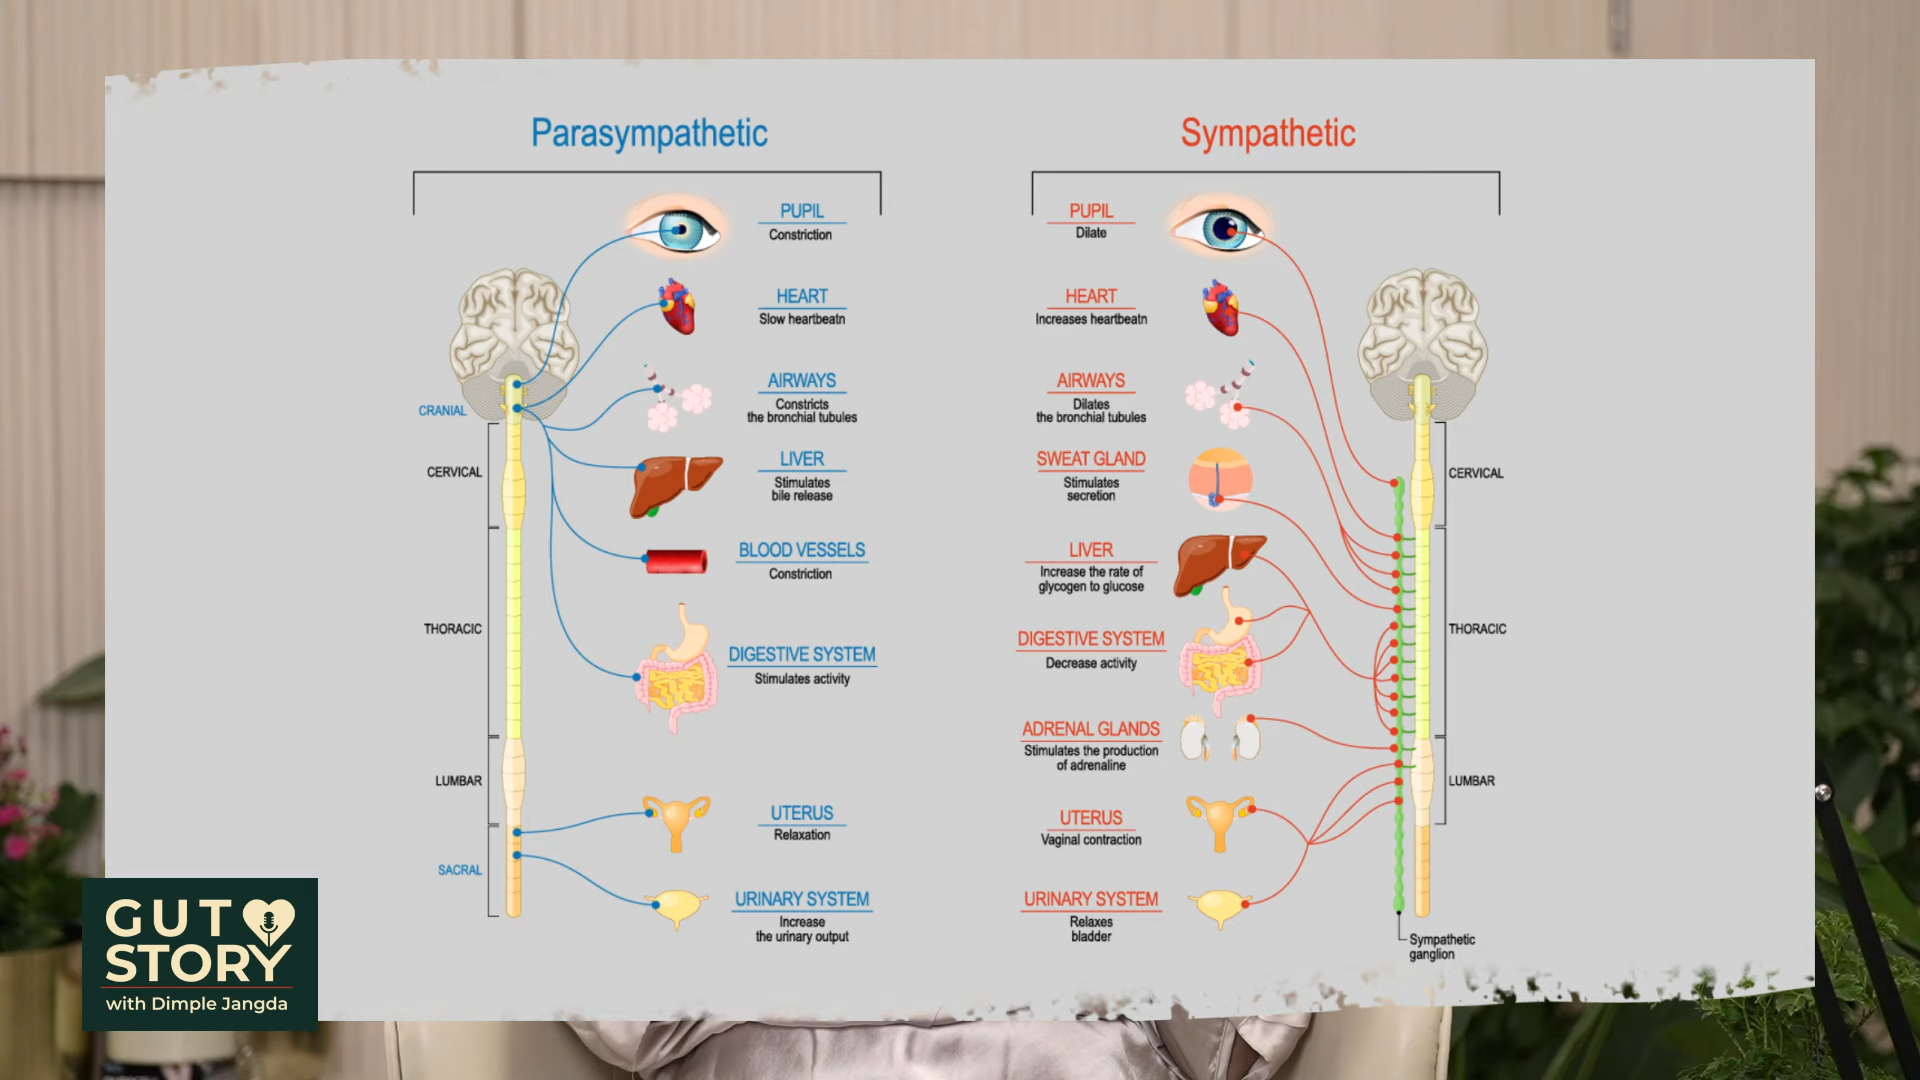 Parasympathetic
PUPIL
Constriction
HEART
Slow heartbeatn
AIRWAYS
Constricts
the bronchial tubules
LIVER
Stimulates
bile release
BLOOD VESSELS
Constriction
DIGESTIVE SYSTEM
Stimulates activity
UTERUS
Relaxation
URINARY SYSTEM
Increase
the urinary output
CRANIAL
CERVICAL
THORACIC
LUMBAR
SACRAL
Sympathetic
PUPIL
Dilate
HEART
Increases heartbeatn
AIRWAYS
Dilates
the bronchial tubules
SWEAT GLAND
Stimulates
secretion
LIVER
Increase the rate of
glycogen to glucose
DIGESTIVE SYSTEM
Decrease activity
ADRENAL GLANDS
Stimulates the production
of adrenaline
UTERUS
Vaginal contraction
URINARY SYSTEM
Relaxes
bladder
CERVICAL
THORACIC
LUMBAR
Sympathetic
ganglion
GUT
STORY
with Dimple Jangda